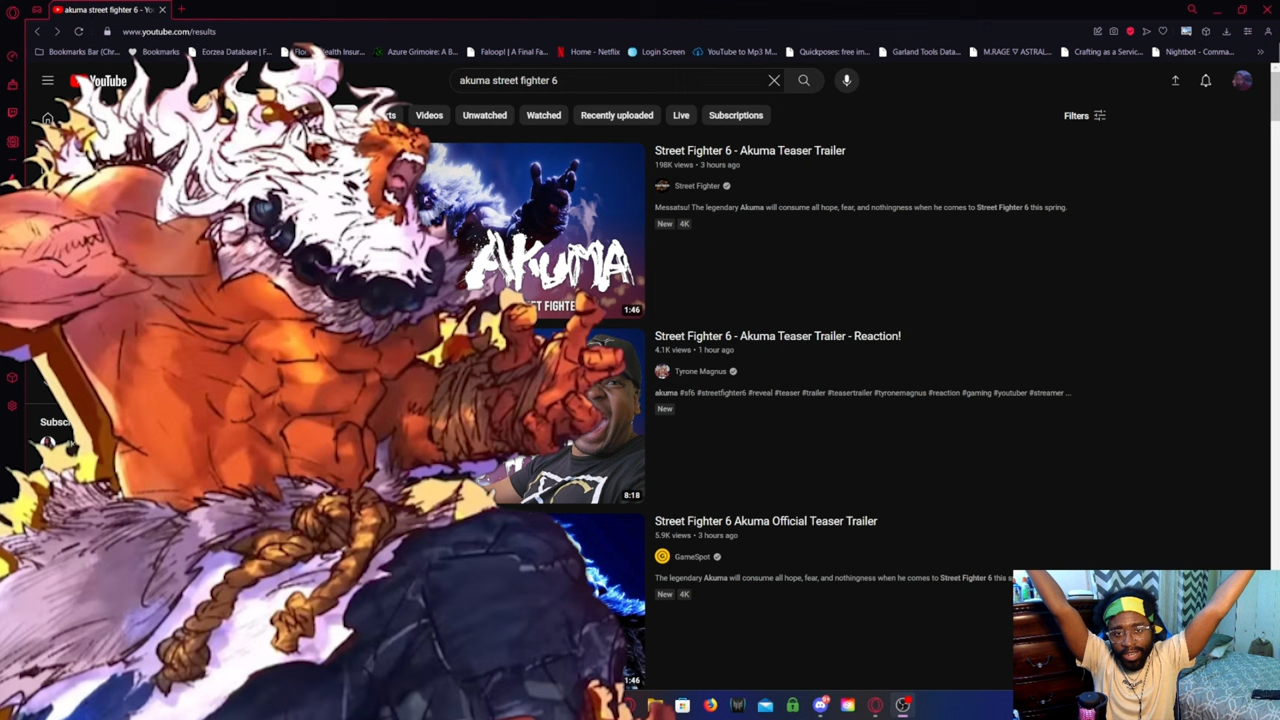 akuma street fighter 6 - Yo
www.youtube.com/results
Bookmarks Bar (Chr... Bookmarks Eorzea Database | F... Health Insur... Azure Grimoire: A B... Faloop! | A Final Fa... Home - Netflix Login Screen YouTube to Mp3 M... Quickposes: free im... Garland Tools Data... M.RAGE ▽ ASTRAL... Crafting as a Servic... Nightbot - Comma...
YouTube
akuma street fighter 6
Videos Unwatched Watched Recently uploaded Live Subscriptions
Filters
AKUMA
1:46
Street Fighter 6 - Akuma Teaser Trailer
198K views • 3 hours ago
Street Fighter
Messatsu! The legendary Akuma will consume all hope, fear, and nothingness when he comes to Street Fighter 6 this spring.
New 4K
8:18
Street Fighter 6 - Akuma Teaser Trailer - Reaction!
4.1K views • 1 hour ago
Tyrone Magnus
akuma #sf6 #streetfighter6 #reveal #teaser #trailer #teasertrailer #tyronemagnus #reaction #gaming #youtuber #streamer ...
New
1:46
Street Fighter 6 Akuma Official Teaser Trailer
5.9K views • 3 hours ago
GameSpot
The legendary Akuma will consume all hope, fear, and nothingness when he comes to Street Fighter 6 this
New 4K